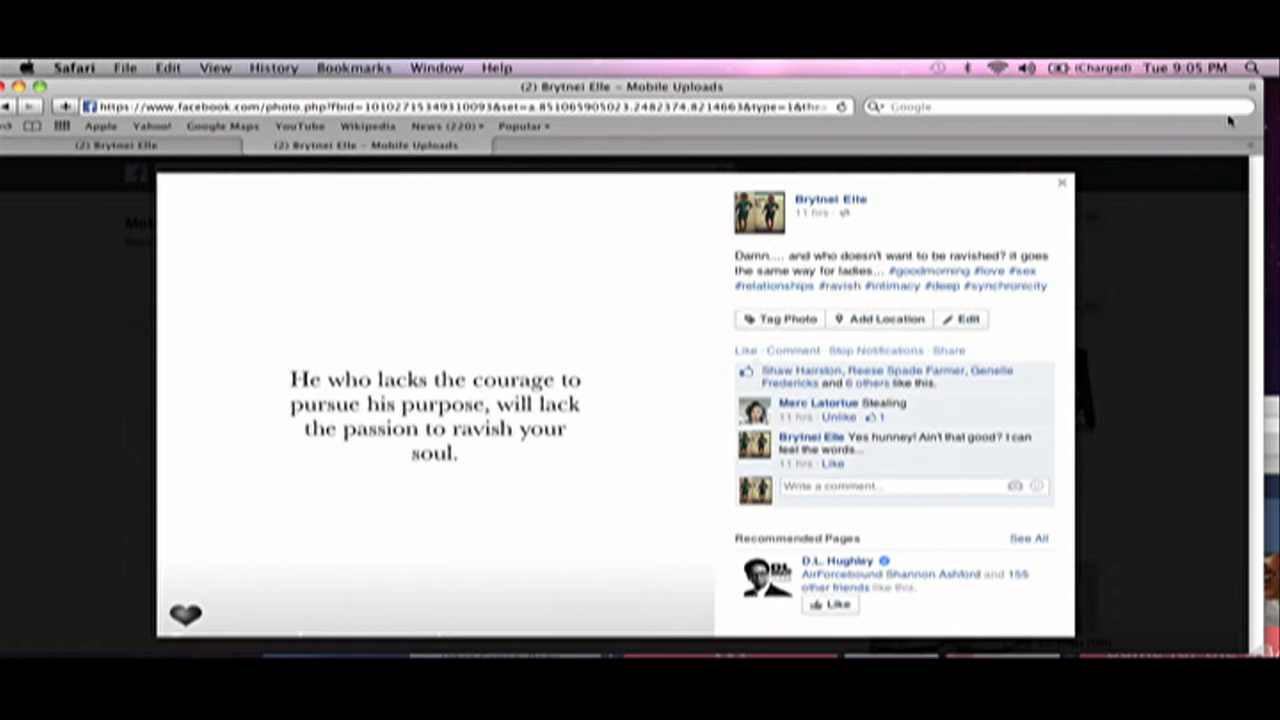 Safari File Edit View History Bookmarks Window Help (Charged) Tue 9:05 PM
(2) Brytnei Elle – Mobile Uploads
Google
Apple Yahoo! Google Maps YouTube Wikipedia News (220) Popular
(2) Brytnei Elle (2) Brytnei Elle – Mobile Uploads
He who lacks the courage to
pursue his purpose, will lack
the passion to ravish your
soul.
Brytnei Elle
11 hrs
Damn.... and who doesn't want to be ravished? it goes
the same way for ladies... #goodmorning #love #sex
#relationships #ravish #intimacy #deep #synchronicity
Tag Photo Add Location Edit
Like · Comment · Stop Notifications · Share
Shaw Hairston, Reese Spade Farmer, Genelle
Fredericks and 6 others like this.
Merc Latortue Stealing
11 hrs · Unlike · 1
Brytnei Elle Yes hunney! Ain't that good? I can
feel the words...
11 hrs · Like
Write a comment...
Recommended Pages See All
D.L. Hughley
AirForcebound Shannon Ashford and 155
other friends like this.
Like